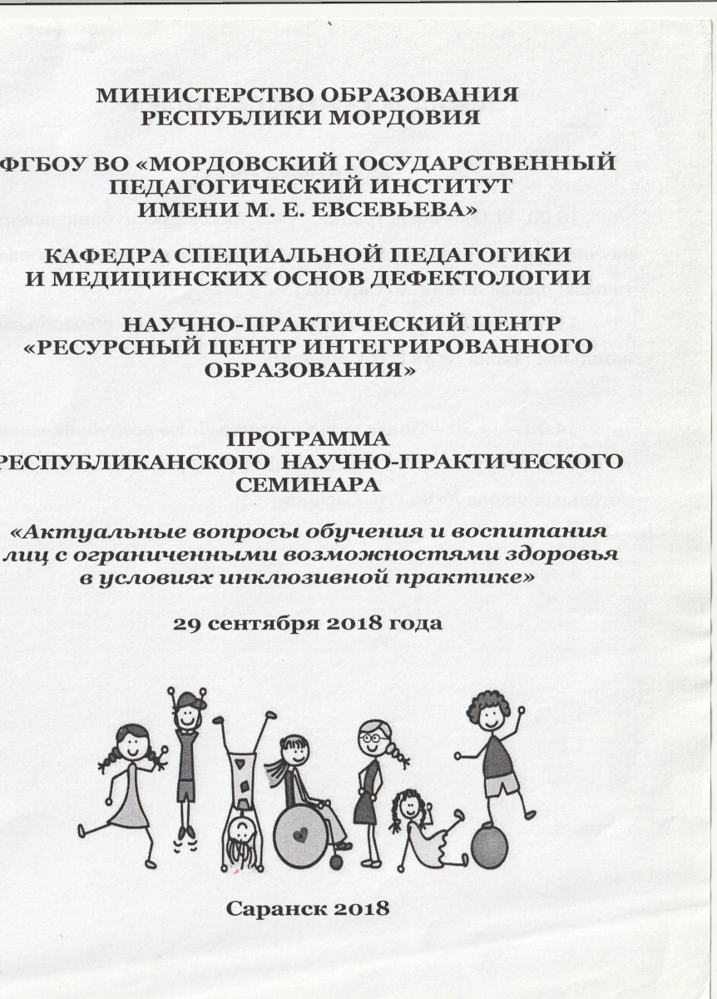 МИНИСТЕРСТВО ОБРАЗОВАНИЯ
РЕСПУБЛИКИ МОРДОВИЯ
ФГБОУ ВО «МОРДОВСКИЙ ГОСУДАРСТВЕННЫЙ
ПЕДАГОГИЧЕСКИЙ ИНСТИТУТ
ИМЕНИ М. Е. ЕВСЕВЬЕВА»
КАФЕДРА СПЕЦИАЛЬНОЙ ПЕДАГОГИКИ
И МЕДИЦИНСКИХ ОСНОВ ДЕФЕКТОЛОГИИ
НАУЧНО-ПРАКТИЧЕСКИЙ ЦЕНТР
«РЕСУРСНЫЙ ЦЕНТР ИНТЕГРИРОВАННОГО
ОБРАЗОВАНИЯ»
ПРОГРАММА
РЕСПУБЛИКАНСКОГО НАУЧНО-ПРАКТИЧЕСКОГО
СЕМИНАРА
«Актуальные вопросы обучения и воспитания
лиц с ограниченными возможностями здоровья
в условиях инклюзивной практике»
29 сентября 2018 года
Саранск 2018